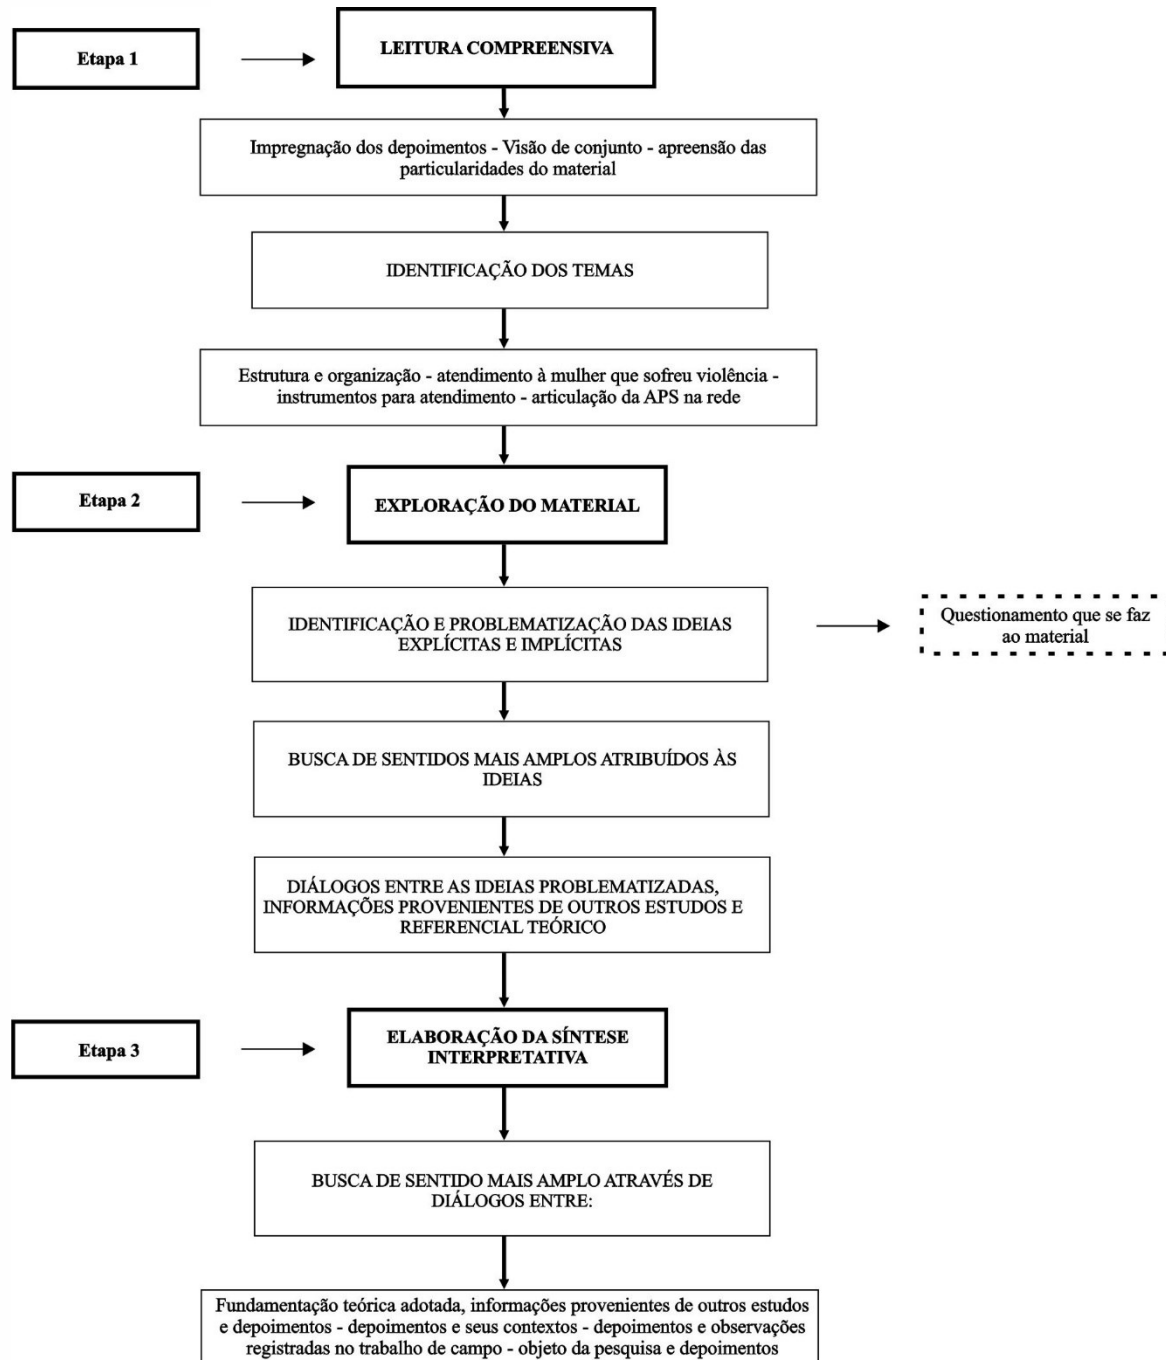 Etapa 1
LEITURA COMPREENSIVA
Impregnação dos depoimentos - Visão de conjunto - apreensão das
particularidades do material
IDENTIFICAÇÃO DOS TEMAS
Estrutura e organização - atendimento à mulher que sofreu violência -
instrumentos para atendimento - articulação da APS na rede
Etapa 2
EXPLORAÇÃO DO MATERIAL
IDENTIFICAÇÃO E PROBLEMATIZAÇÃO DAS IDEIAS
EXPLÍCITAS E IMPLÍCITAS
Questionamento que se faz
ao material
BUSCA DE SENTIDOS MAIS AMPLOS ATRIBUÍDOS ÀS
IDEIAS
DIÁLOGOS ENTRE AS IDEIAS PROBLEMATIZADAS,
INFORMAÇÕES PROVENIENTES DE OUTROS ESTUDOS E
REFERENCIAL TEÓRICO
Etapa 3
ELABORAÇÃO DA SÍNTESE
INTERPRETATIVA
BUSCA DE SENTIDO MAIS AMPLO ATRAVÉS DE
DIÁLOGOS ENTRE:
Fundamentação teórica adotada, informações provenientes de outros estudos
e depoimentos - depoimentos e seus contextos - depoimentos e observações
registradas no trabalho de campo - objeto da pesquisa e depoimentos